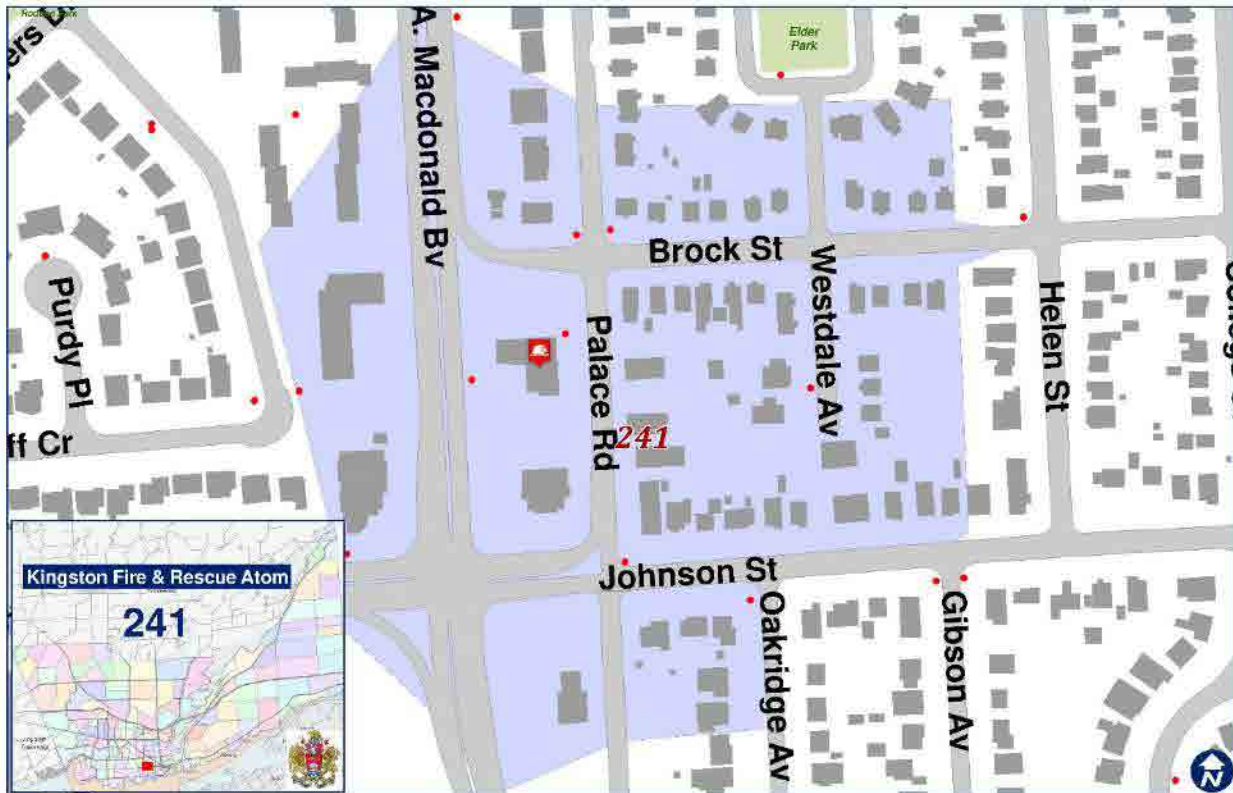 Elder
Park
A. Macdonald Bv
Brock St
Westdale Av
Helen St
Purdy Pl
Palace Rd
ff Cr
241
Johnson St
Oakridge Av
Gibson Av
Kingston Fire & Rescue Atom
241
N